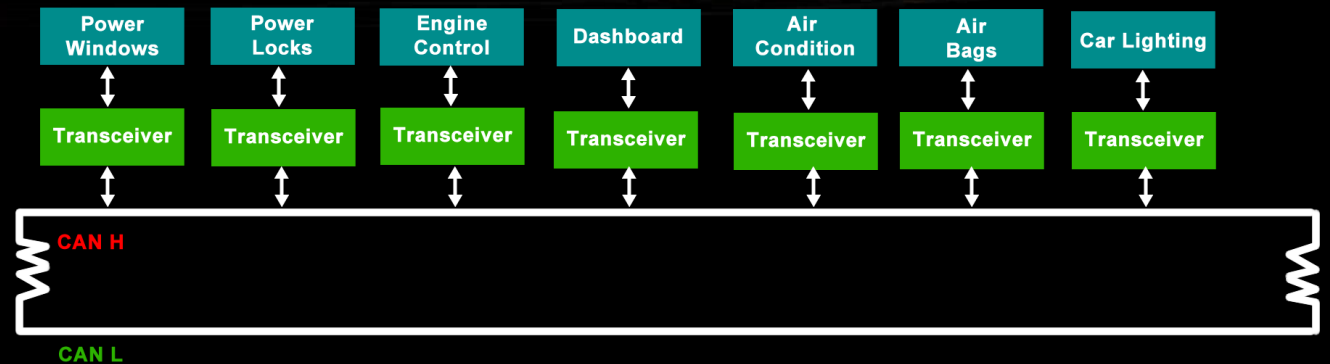 Power
Windows
Power
Locks
Engine
Control
Dashboard
Air
Condition
Air
Bags
Car Lighting
Transceiver
Transceiver
Transceiver
Transceiver
Transceiver
Transceiver
Transceiver
CAN H
CAN L